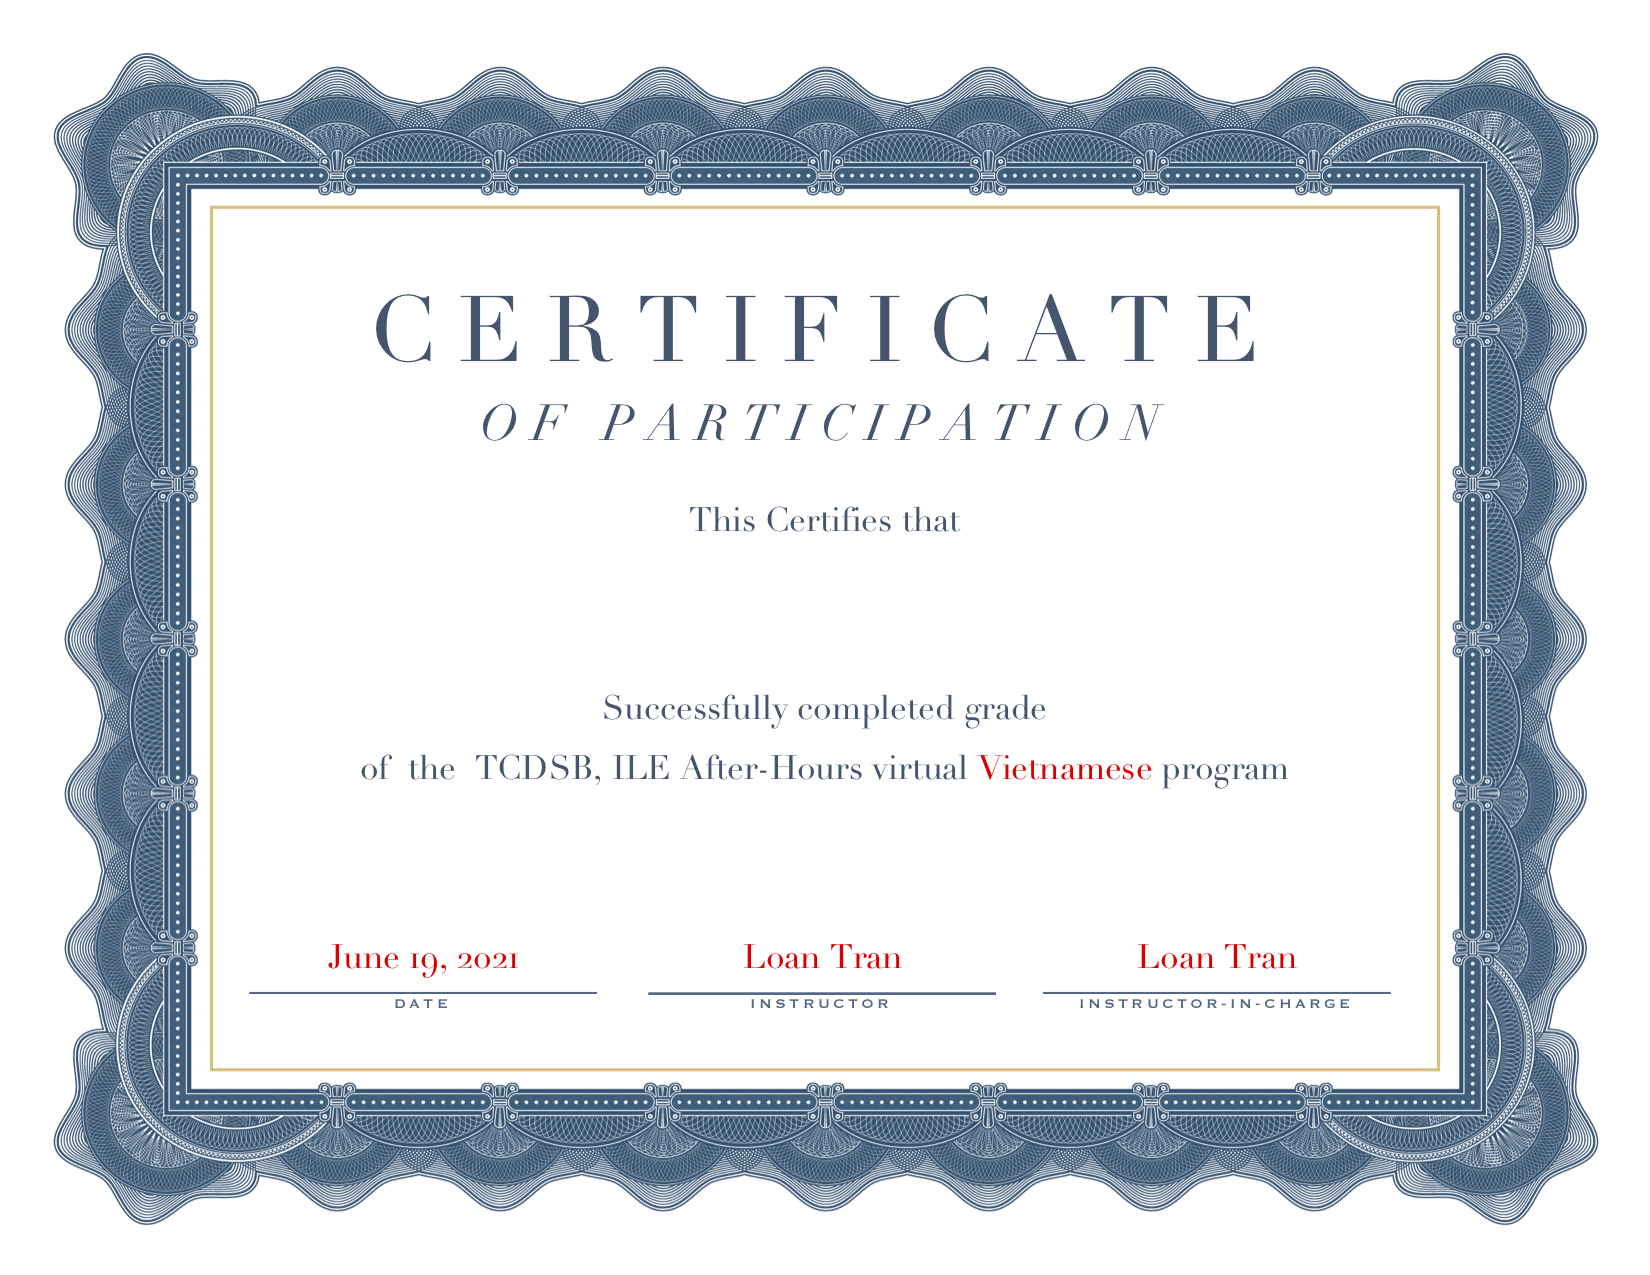 CERTIFICATE
OF PARTICIPATION
This Certifies that
Successfully completed grade
of the TCDSB, ILE After-Hours virtual Vietnamese program
June 19, 2021
Loan Tran
Loan Tran
DATE
INSTRUCTOR
INSTRUCTOR-IN-CHARGE